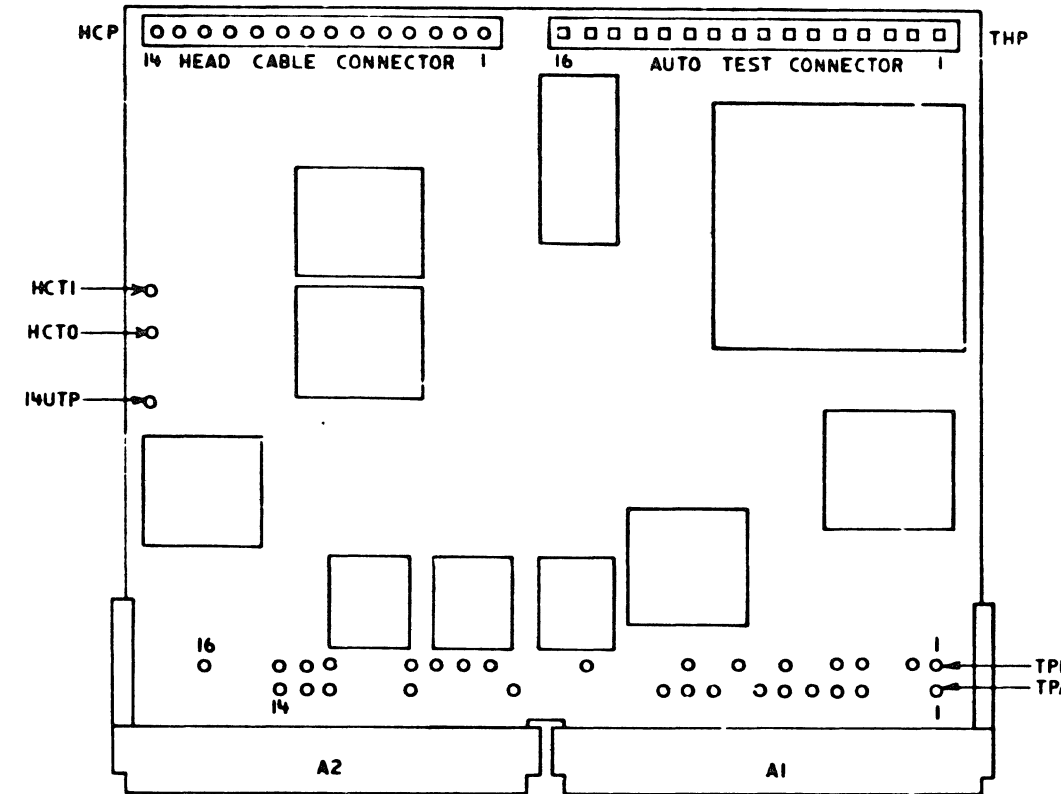 HCP THP
14 HEAD CABLE CONNECTOR 1
16 AUTO TEST CONNECTOR 1
HCT1
HCT0
14UTP
16 1
14 1
A2 A1